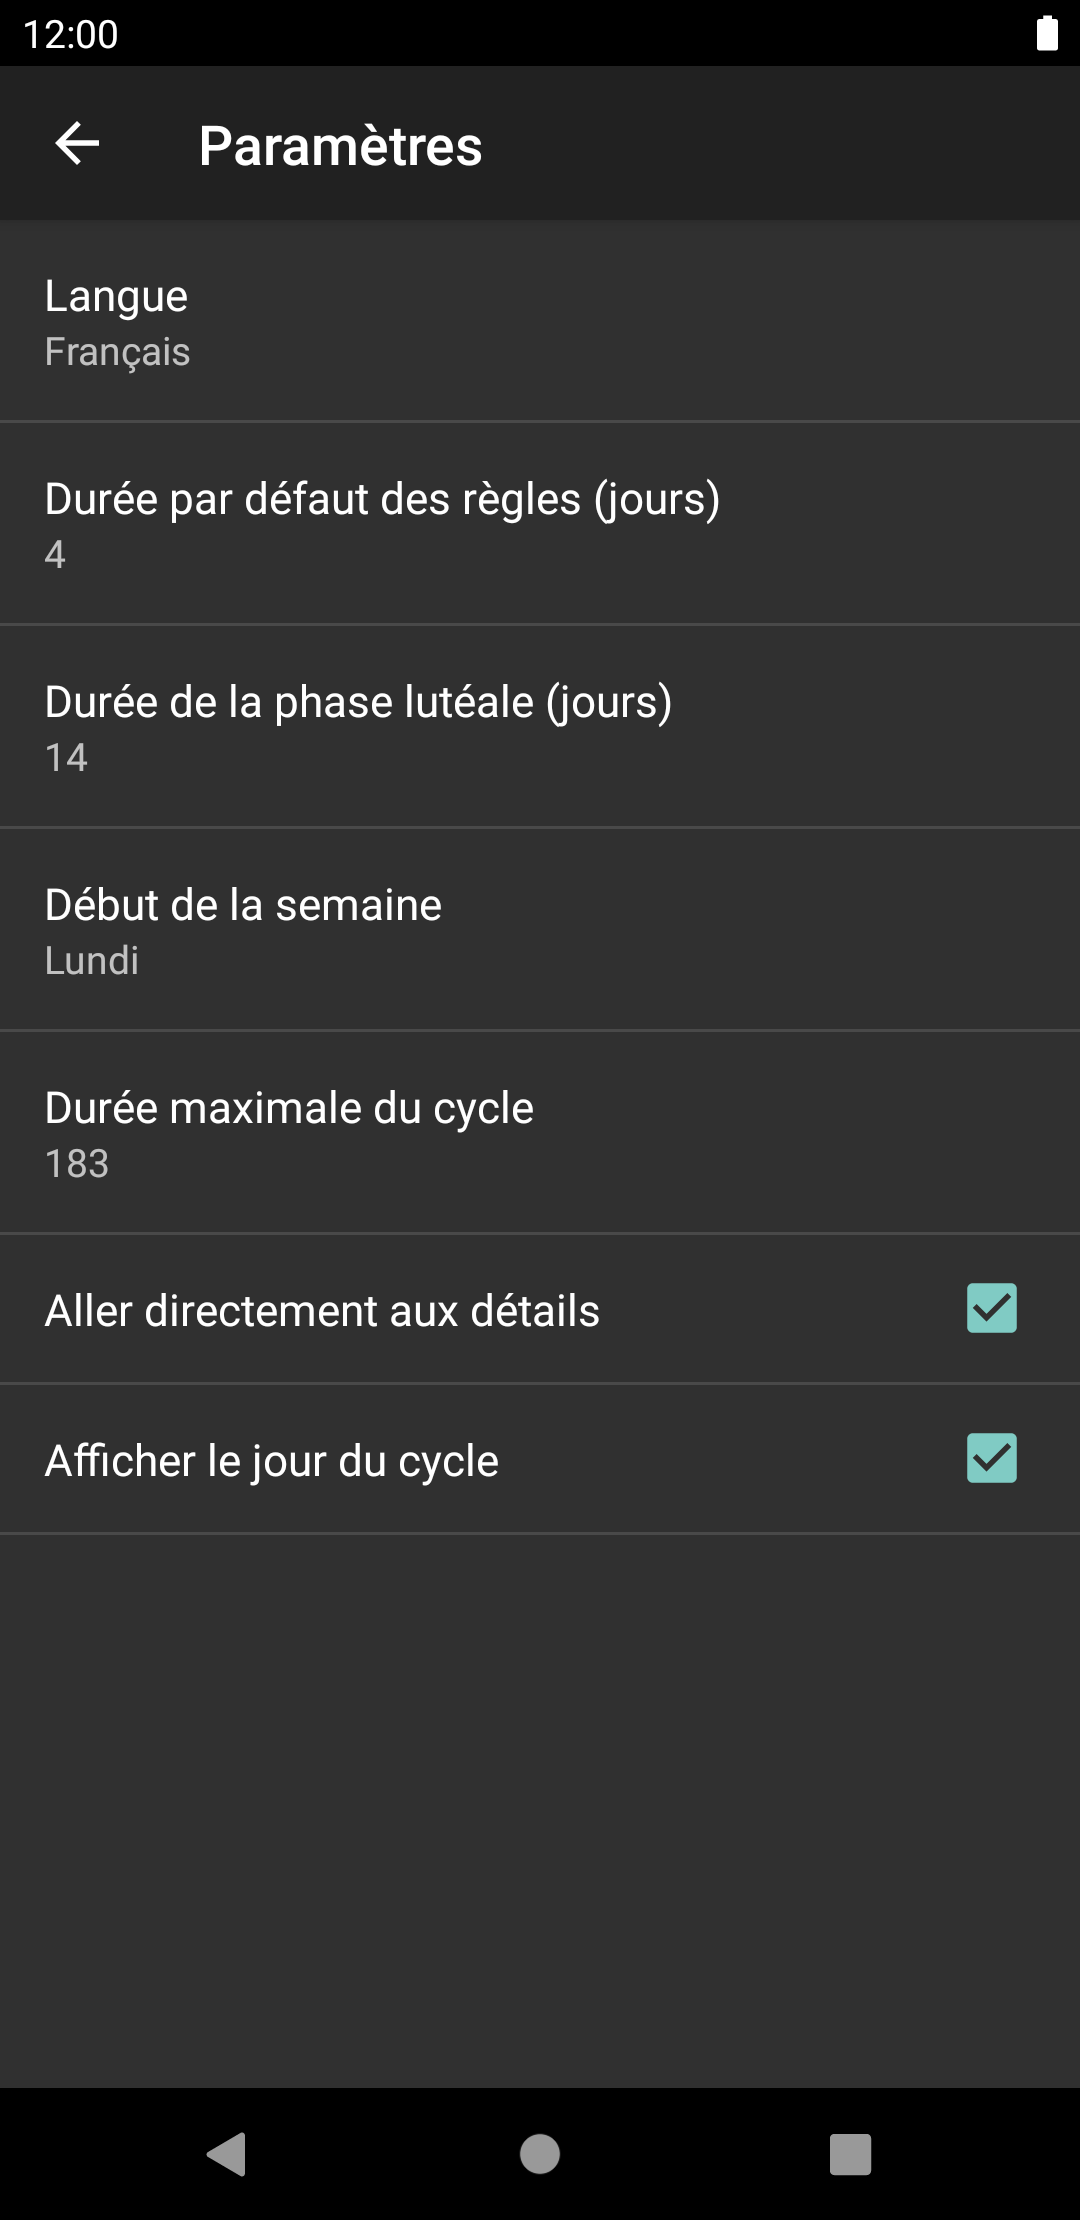 12:00
Paramètres
Langue
Français
Durée par défaut des règles (jours)
4
Durée de la phase lutéale (jours)
14
Début de la semaine
Lundi
Durée maximale du cycle
183
Aller directement aux détails
Afficher le jour du cycle